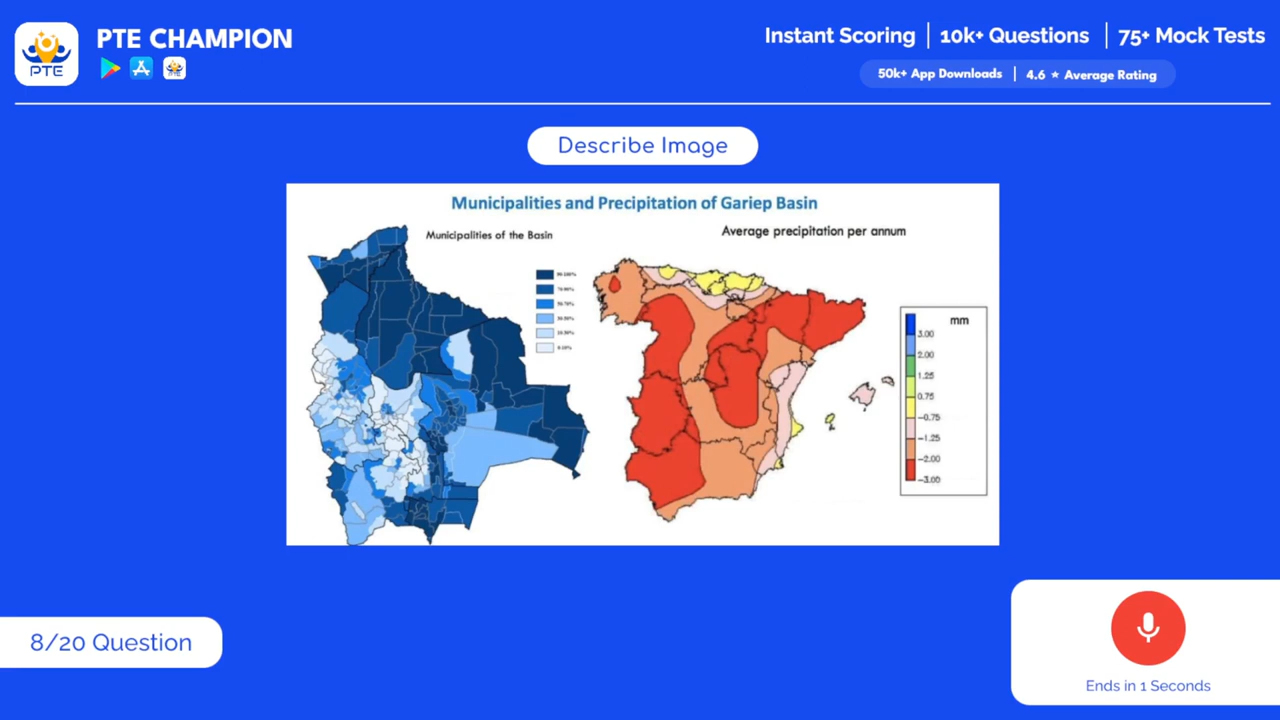 PTE CHAMPION
PTE
Instant Scoring
10k+ Questions
75+ Mock Tests
50k+ App Downloads
4.6 ★ Average Rating
Describe Image
Municipalities and Precipitation of Gariep Basin
Municipalities of the Basin
Average precipitation per annum
mm
3.00
2.00
1.25
0.75
-0.75
-1.25
-2.00
-3.00
8/20 Question
Ends in 1 Seconds